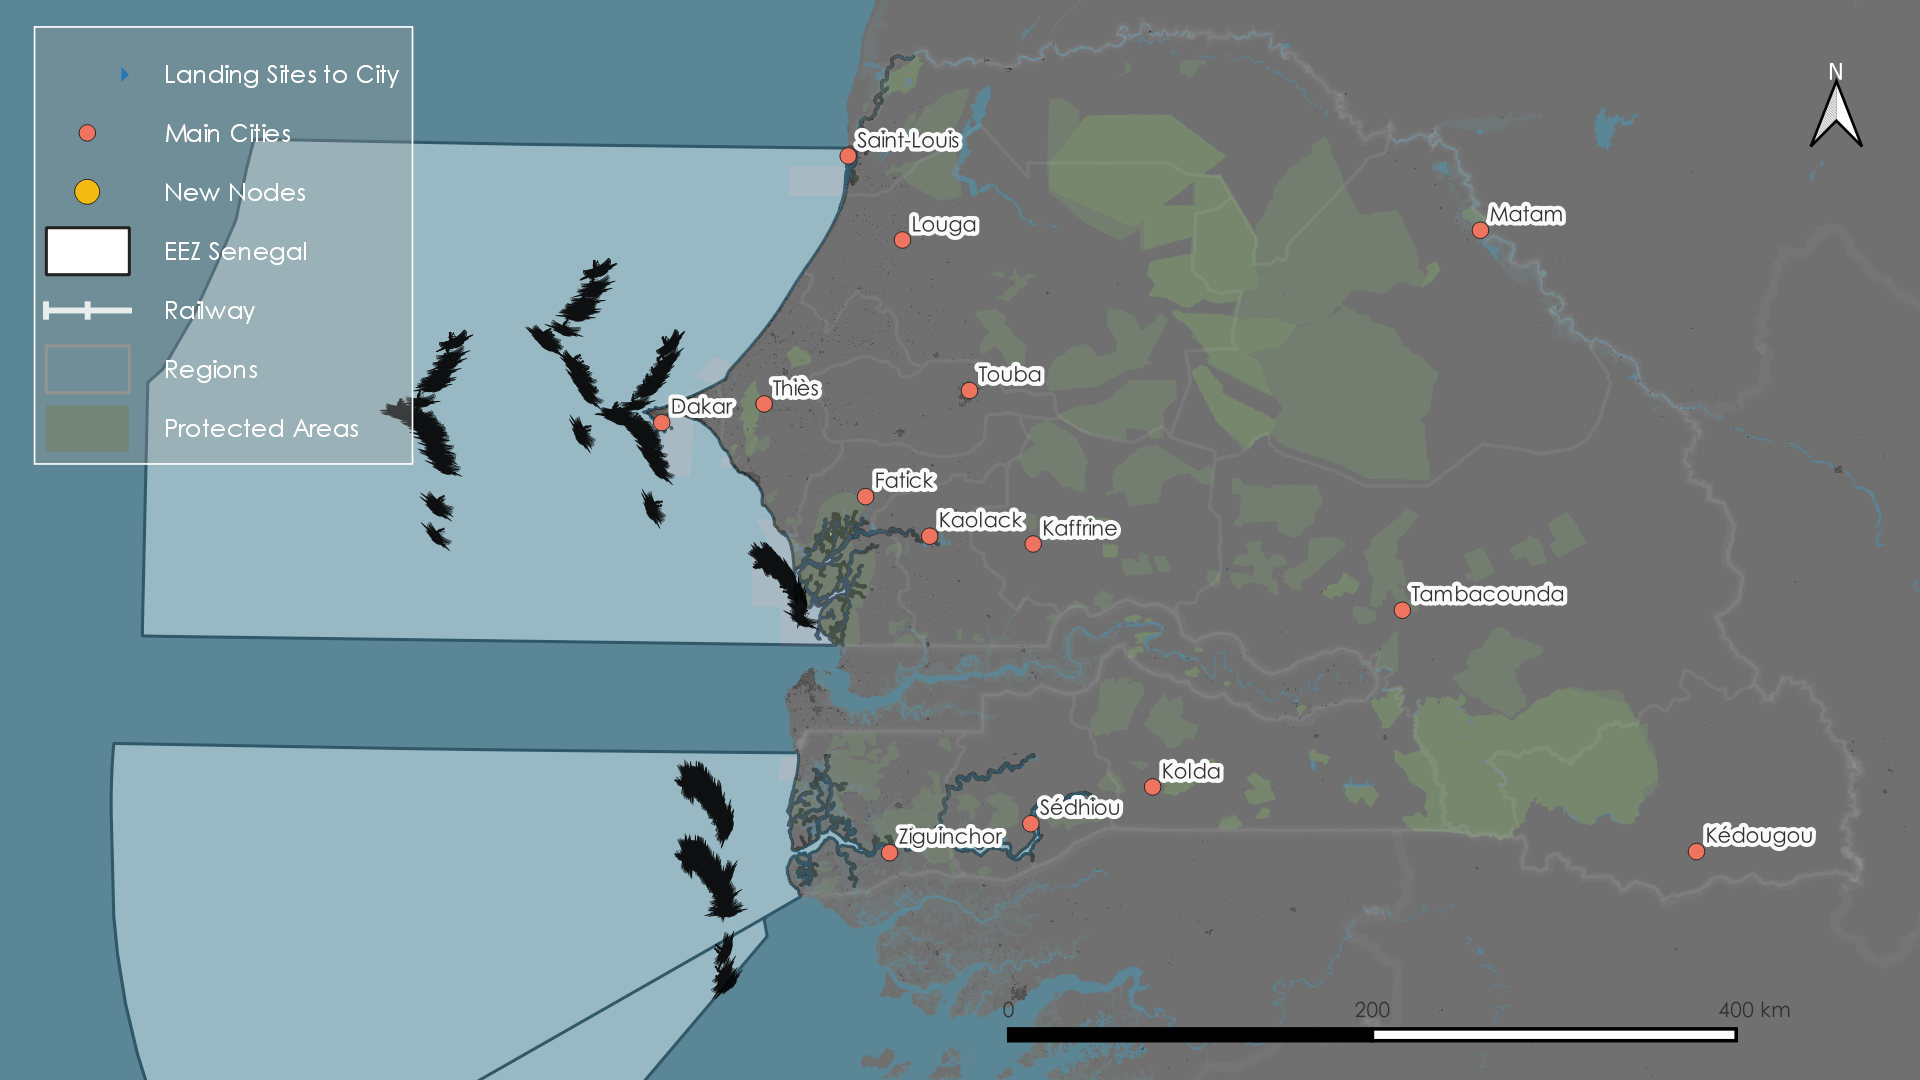 Landing Sites to City
Main Cities
New Nodes
EEZ Senegal
Railway
Regions
Protected Areas
N
Saint-Louis
Matam
Louga
Touba
Thiès
Dakar
Fatick
Kaolack
Kaffrine
Tambacounda
Kolda
Sédhiou
Ziguinchor
Kédougou
0 200 400 km